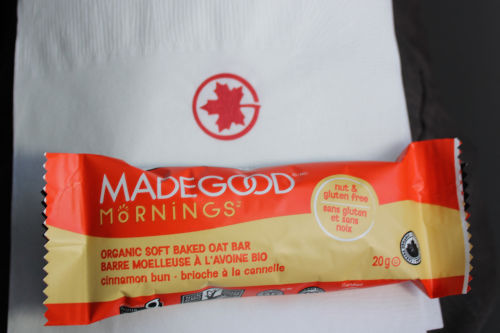 MADEGOOD
MORNINGS
nut &
gluten free
sans gluten
et sans
noix
ORGANIC SOFT BAKED OAT BAR
BARRE MOELLEUSE À L'AVOINE BIO
cinnamon bun • brioche à la cannelle
20g